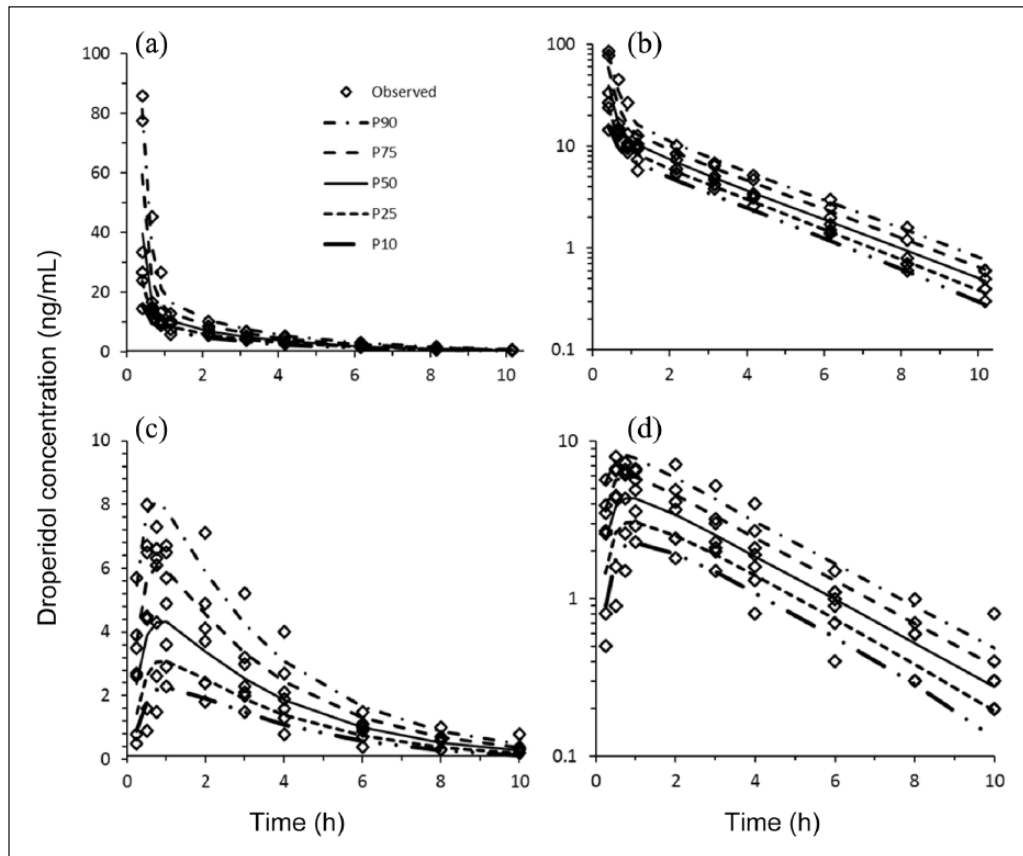 Droperidol concentration (ng/mL)
(a)
100
80
60
40
20
0
0 2 4 6 8 10
Observed
P90
P75
P50
P25
P10
(b)
100
10
1
0.1
0 2 4 6 8 10
(c)
10
8
6
4
2
0
0 2 4 6 8 10
Time (h)
(d)
10
1
0.1
0 2 4 6 8 10
Time (h)